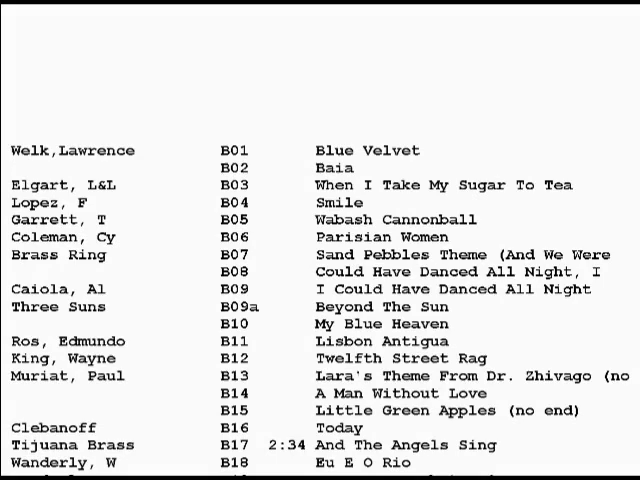 Welk,Lawrence B01 Blue Velvet
B02 Baia
Elgart, L&L B03 When I Take My Sugar To Tea
Lopez, F B04 Smile
Garrett, T B05 Wabash Cannonball
Coleman, Cy B06 Parisian Women
Brass Ring B07 Sand Pebbles Theme (And We Were
B08 Could Have Danced All Night, I
Caiola, Al B09 I Could Have Danced All Night
Three Suns B09a Beyond The Sun
B10 My Blue Heaven
Ros, Edmundo B11 Lisbon Antigua
King, Wayne B12 Twelfth Street Rag
Muriat, Paul B13 Lara's Theme From Dr. Zhivago (no
B14 A Man Without Love
B15 Little Green Apples (no end)
Clebanoff B16 Today
Tijuana Brass B17 2:34 And The Angels Sing
Wanderly, W B18 Eu E O Rio